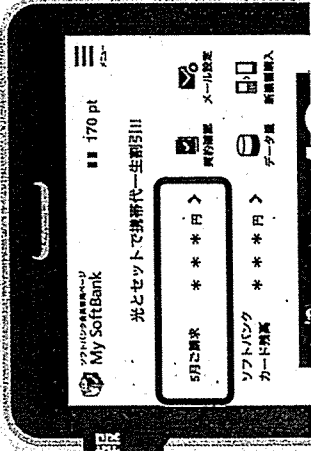 ソフトバンク会員専用ページ
My SoftBank
170 pt
メニュー
光とセットで携帯代一生割引!!
5月ご請求 ***円 >
契約確認
メール設定
ソフトバンク
カード残高
***円 >
データ量
新規機種購入